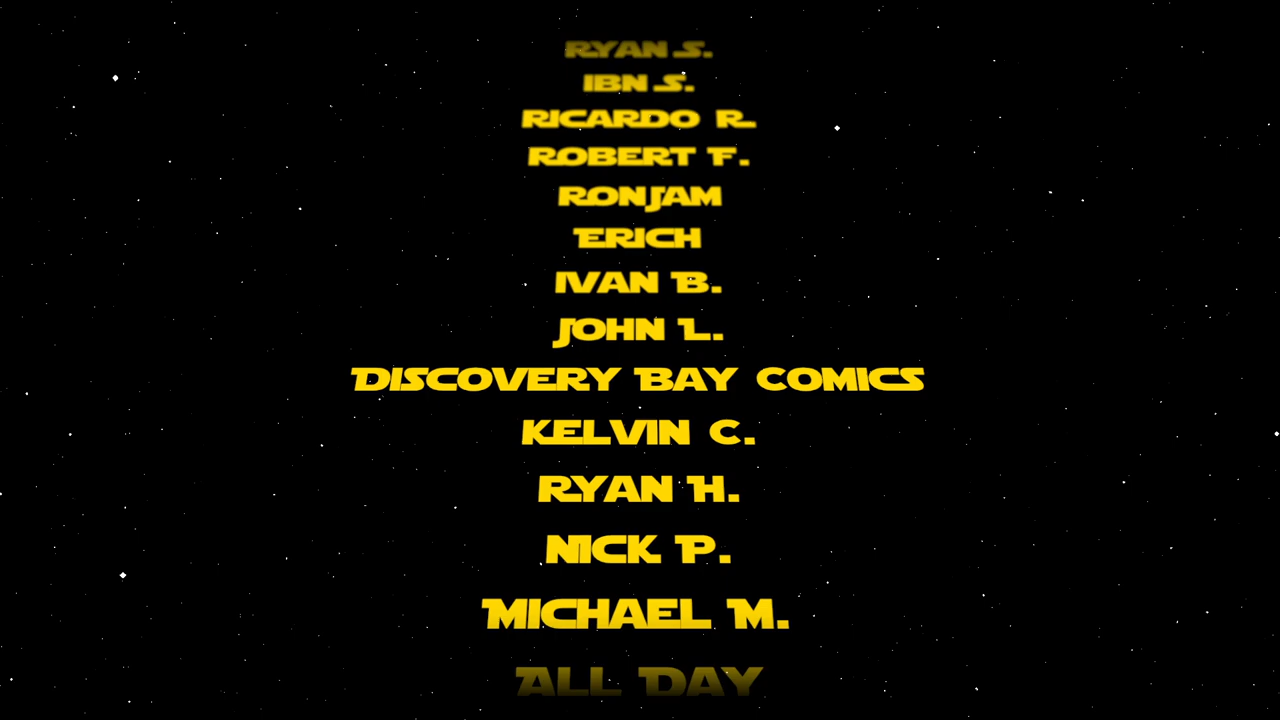 Ryan S.
Ibn S.
Ricardo R.
Robert F.
RonJam
Erich
Ivan B.
John L.
Discovery Bay Comics
Kelvin C.
Ryan H.
Nick P.
Michael M.
All Day